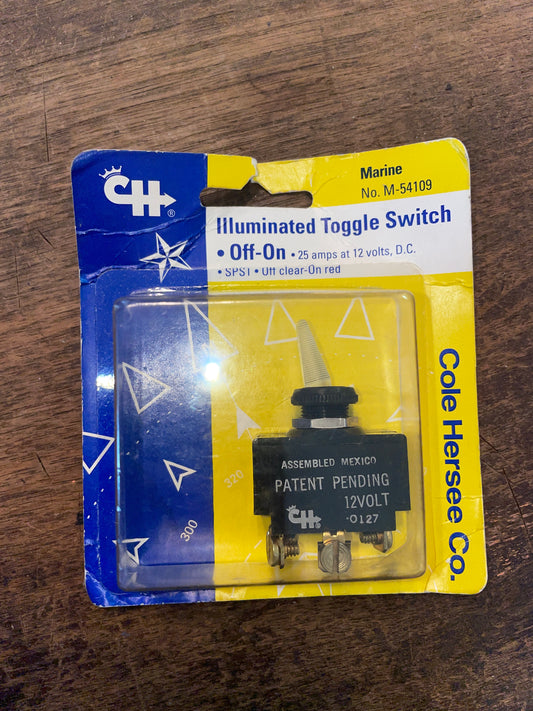 CH®
Marine
No. M-54109
Illuminated Toggle Switch
• Off-On • 25 amps at 12 volts, D.C.
• SPST • Off clear-On red
Cole Hersee Co.
320
300
ASSEMBLED MEXICO
PATENT PENDING
12VOLT
CH
-0127